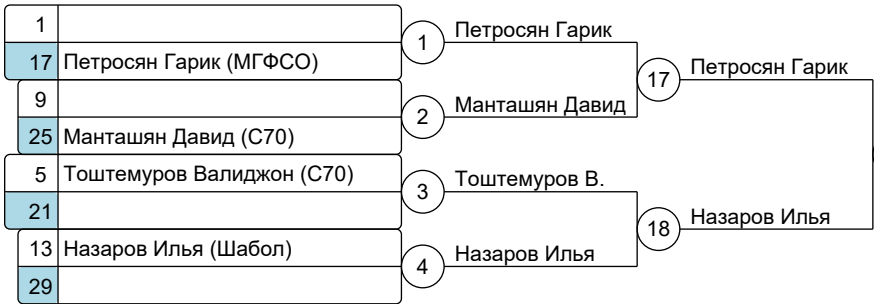 1
17 Петросян Гарик (МГФСО)
1 Петросян Гарик
17 Петросян Гарик
9
25 Манташян Давид (С70)
2 Манташян Давид
5 Тоштемуров Валиджон (С70)
21
3 Тоштемуров В.
18 Назаров Илья
13 Назаров Илья (Шабол)
29
4 Назаров Илья